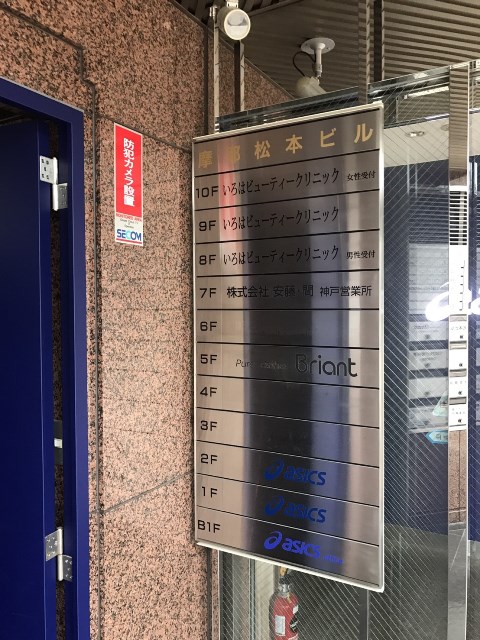 摩耶松本ビル
10F いろはビューティークリニック 女性受付
9F いろはビューティークリニック
8F いろはビューティークリニック 男性受付
7F 株式会社 安藤・間 神戸営業所
6F
5F Briant
4F
3F
2F asics
1F asics
B1F asics
防犯カメラ設置
SECOM